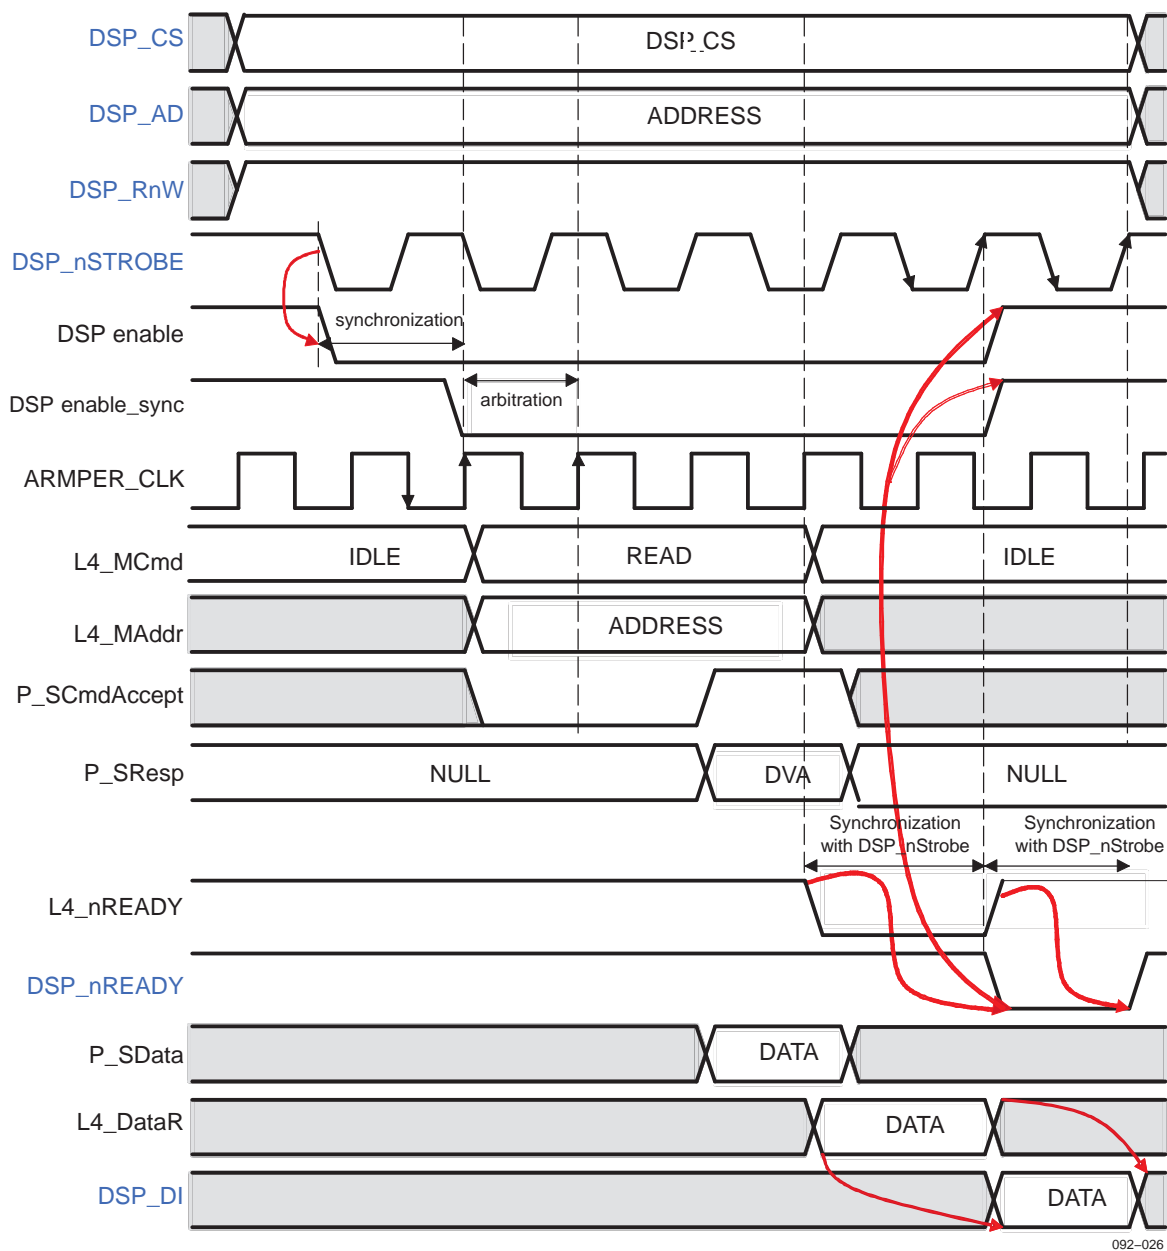 DSP_CS DSP_CS
DSP_AD ADDRESS
DSP_RnW
DSP_nSTROBE
DSP enable synchronization
DSP enable_sync arbitration
ARMPER_CLK
L4_MCmd IDLE READ IDLE
L4_MAddr ADDRESS
P_SCmdAccept
P_SResp NULL DVA NULL
Synchronization Synchronization
with DSP_nStrobe with DSP_nStrobe
L4_nREADY
DSP_nREADY
P_SData DATA
L4_DataR DATA
DSP_DI DATA
092–026